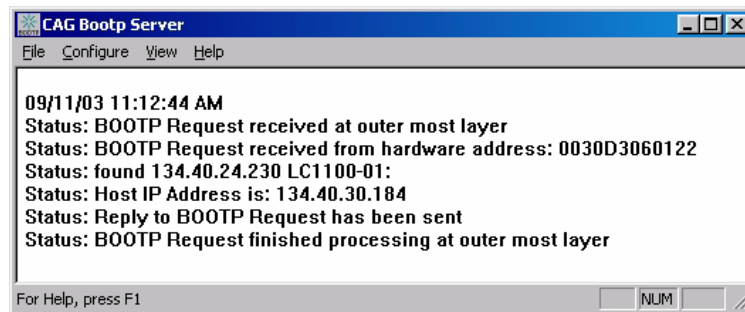 CAG Bootp Server
File Configure View Help
09/11/03 11:12:44 AM
Status: BOOTP Request received at outer most layer
Status: BOOTP Request received from hardware address: 0030D3060122
Status: found 134.40.24.230 LC1100-01:
Status: Host IP Address is: 134.40.30.184
Status: Reply to BOOTP Request has been sent
Status: BOOTP Request finished processing at outer most layer
For Help, press F1 NUM